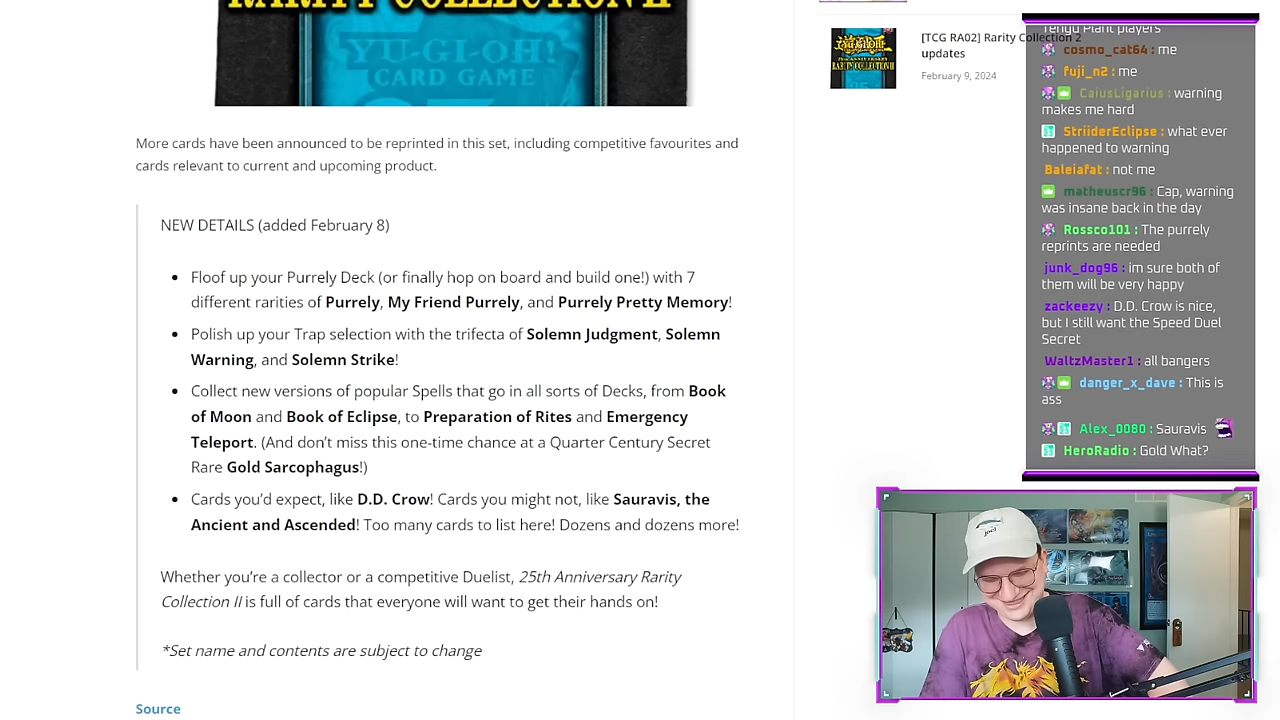 RARITY COLLECTION II
YU-GI-OH!
CARD GAME
More cards have been announced to be reprinted in this set, including competitive favourites and
cards relevant to current and upcoming product.
NEW DETAILS (added February 8)
• Floof up your Purrely Deck (or finally hop on board and build one!) with 7
different rarities of Purrely, My Friend Purrely, and Purrely Pretty Memory!
• Polish up your Trap selection with the trifecta of Solemn Judgment, Solemn
Warning, and Solemn Strike!
• Collect new versions of popular Spells that go in all sorts of Decks, from Book
of Moon and Book of Eclipse, to Preparation of Rites and Emergency
Teleport. (And don't miss this one-time chance at a Quarter Century Secret
Rare Gold Sarcophagus!)
• Cards you'd expect, like D.D. Crow! Cards you might not, like Sauravis, the
Ancient and Ascended! Too many cards to list here! Dozens and dozens more!
Whether you're a collector or a competitive Duelist, 25th Anniversary Rarity
Collection II is full of cards that everyone will want to get their hands on!
*Set name and contents are subject to change
Source
[TCG RA02] Rarity Collection 2
updates
February 9, 2024
Tengu Plant players
cosmo_cat64 : me
fuji_n2 : me
CaiusLigarius : warning
makes me hard
StriiderEclipse : what ever
happened to warning
Baleiafat : not me
matheuscr96 : Cap, warning
was insane back in the day
Rossco101 : The purrely
reprints are needed
junk_dog96 : im sure both of
them will be very happy
zackeezy : D.D. Crow is nice,
but I still want the Speed Duel
Secret
WaltzMaster1 : all bangers
danger_x_dave : This is
ass
Alex_0080 : Sauravis
HeroRadio : Gold What?